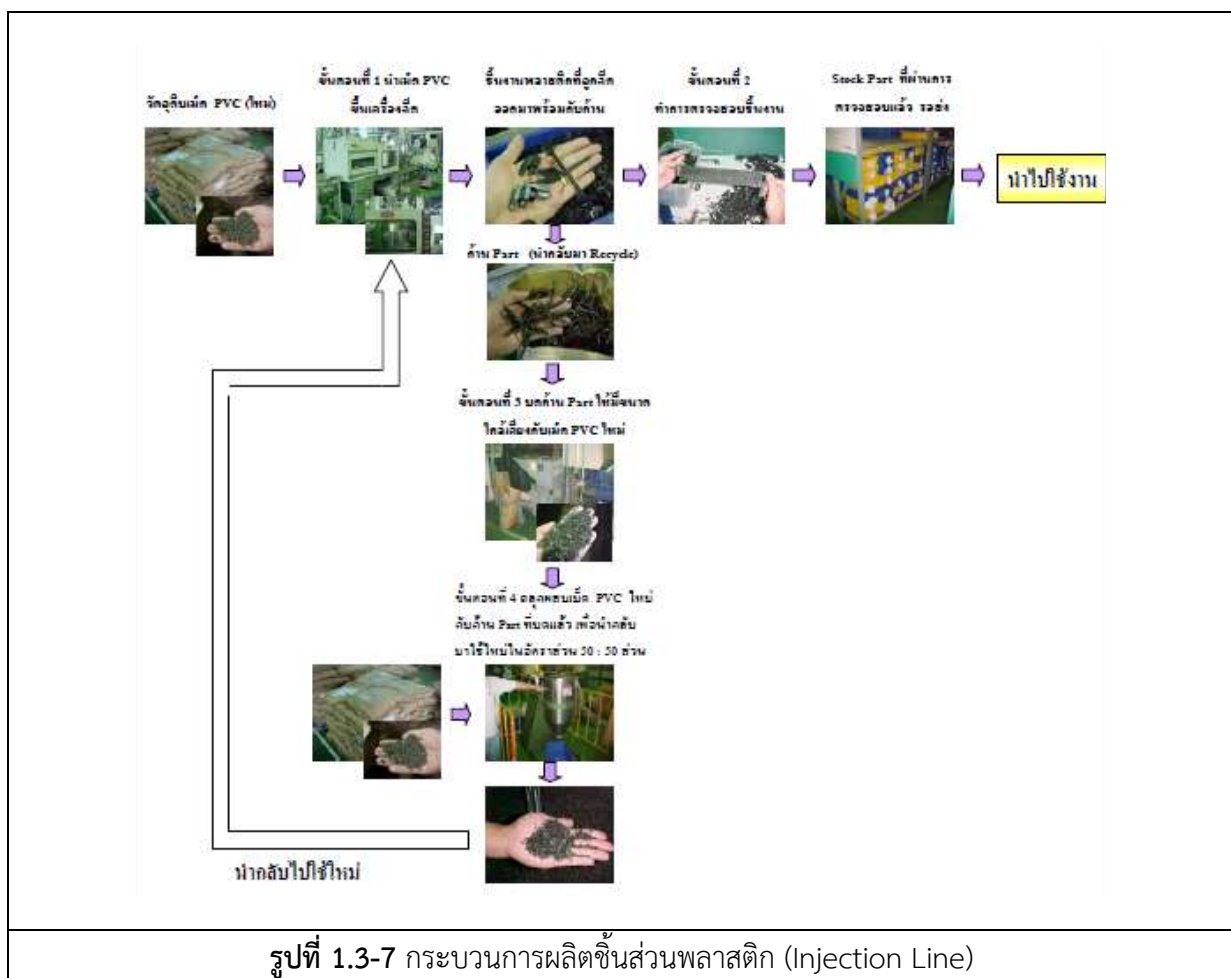 วัตถุดิบเม็ด PVC (ใหม่)
ขั้นตอนที่ 1 นำเม็ด PVC
ขึ้นเครื่องฉีด
ชิ้นงานพลาสติกที่ถูกฉีด
ออกมาพร้อมกับก้าน
ขั้นตอนที่ 2
ทำการตรวจสอบชิ้นงาน
Stock Part ที่ผ่านการ
ตรวจสอบแล้ว รอส่ง
นำไปใช้งาน
ก้าน Part (นำกลับมา Recycle)
ขั้นตอนที่ 3 บดก้าน Part ให้มีขนาด
ใกล้เคียงกับเม็ด PVC ใหม่
ขั้นตอนที่ 4 คลุกผสมเม็ด PVC ใหม่
กับก้าน Part ที่บดแล้ว เพื่อนำกลับ
มาใช้ใหม่ในอัตราส่วน 50 : 50 ส่วน
นำกลับไปใช้ใหม่
รูปที่ 1.3-7 กระบวนการผลิตชิ้นส่วนพลาสติก (Injection Line)